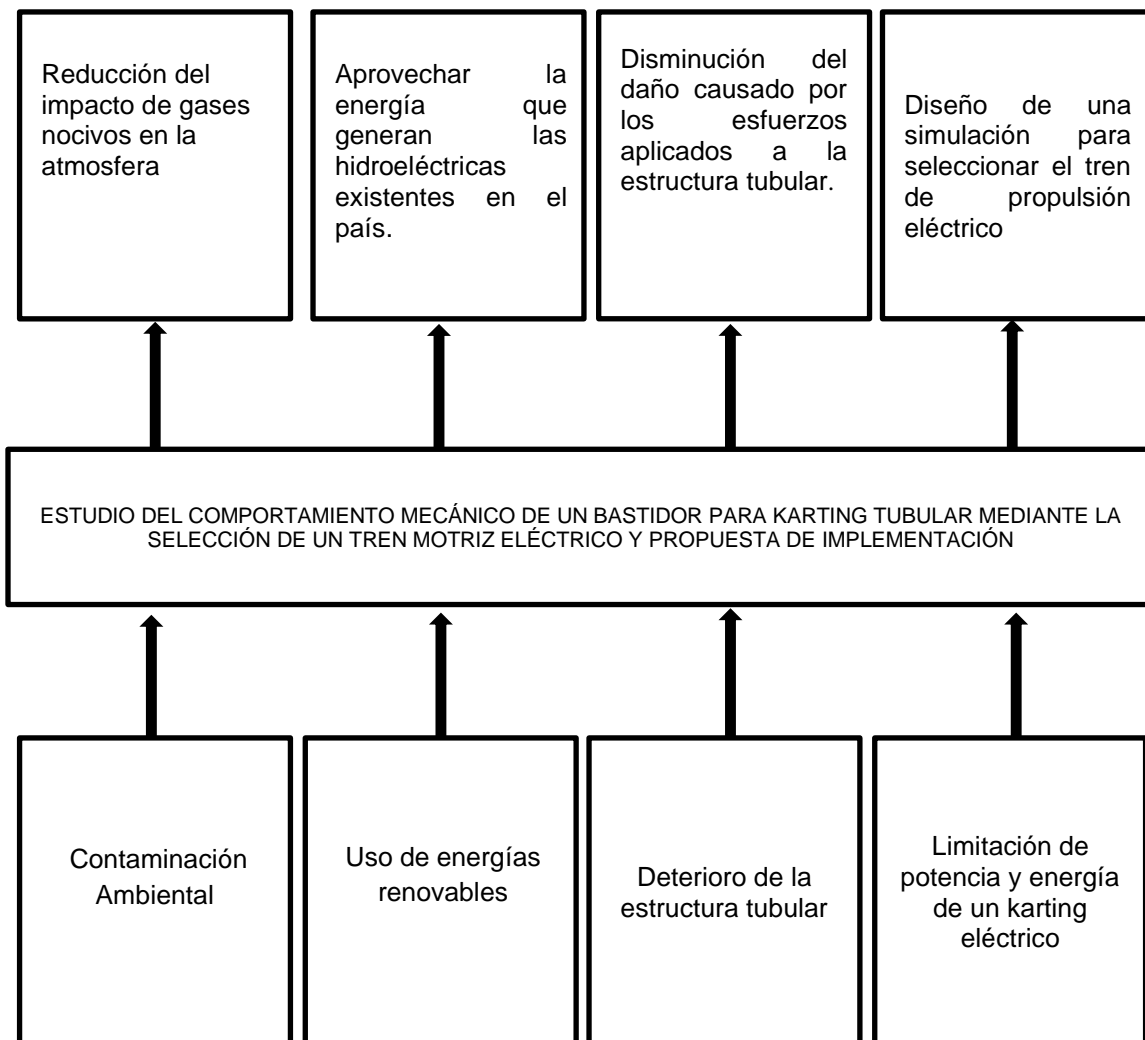 Reducción del
impacto de gases
nocivos en la
atmosfera
Aprovechar la
energía que
generan las
hidroeléctricas
existentes en el
país.
Disminución del
daño causado por
los esfuerzos
aplicados a la
estructura tubular.
Diseño de una
simulación para
seleccionar el tren
de propulsión
eléctrico
ESTUDIO DEL COMPORTAMIENTO MECÁNICO DE UN BASTIDOR PARA KARTING TUBULAR MEDIANTE LA
SELECCIÓN DE UN TREN MOTRIZ ELÉCTRICO Y PROPUESTA DE IMPLEMENTACIÓN
Contaminación
Ambiental
Uso de energías
renovables
Deterioro de la
estructura tubular
Limitación de
potencia y energía
de un karting
eléctrico